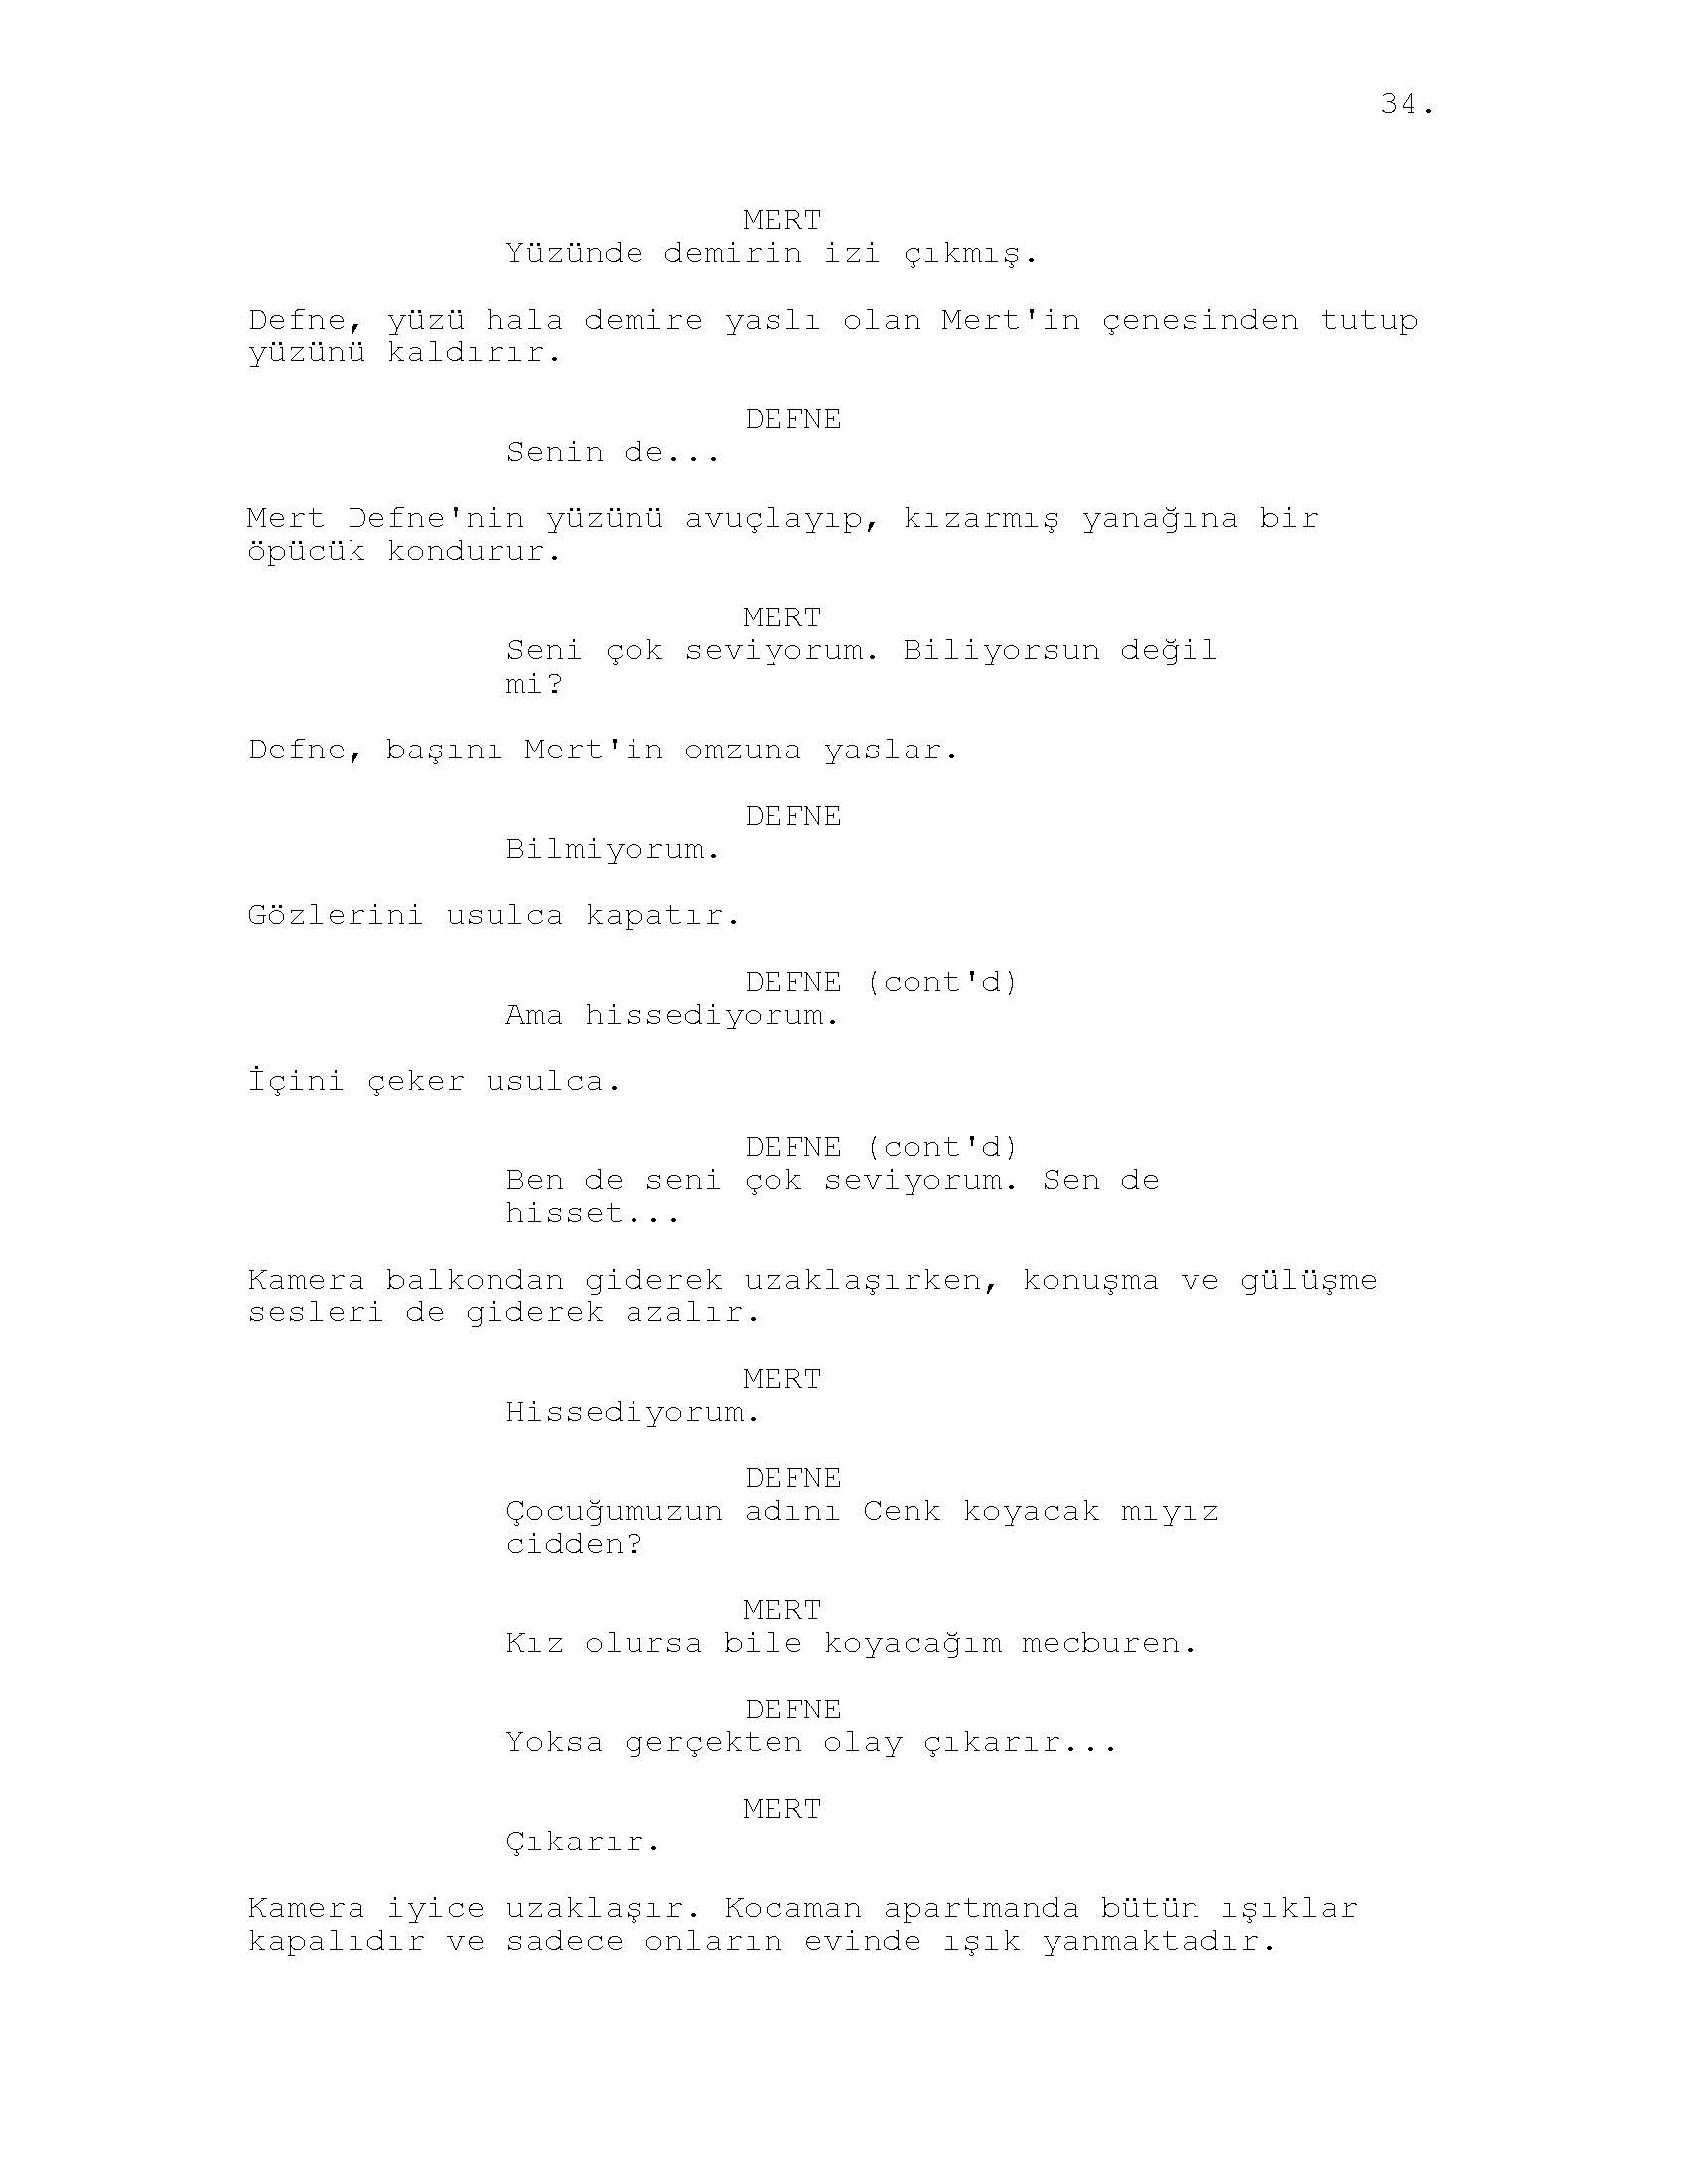 34.
MERT
Yüzünde demirin izi çıkmış.
Defne, yüzü hala demire yaslı olan Mert'in çenesinden tutup
yüzünü kaldırır.
DEFNE
Senin de...
Mert Defne'nin yüzünü avuçlayıp, kızarmış yanağına bir
öpücük kondurur.
MERT
Seni çok seviyorum. Biliyorsun değil
mi?
Defne, başını Mert'in omzuna yaslar.
DEFNE
Bilmiyorum.
Gözlerini usulca kapatır.
DEFNE (cont'd)
Ama hissediyorum.
İçini çeker usulca.
DEFNE (cont'd)
Ben de seni çok seviyorum. Sen de
hisset...
Kamera balkondan giderek uzaklaşırken, konuşma ve gülüşme
sesleri de giderek azalır.
MERT
Hissediyorum.
DEFNE
Çocuğumuzun adını Cenk koyacak mıyız
cidden?
MERT
Kız olursa bile koyacağım mecburen.
DEFNE
Yoksa gerçekten olay çıkarır...
MERT
Çıkarır.
Kamera iyice uzaklaşır. Kocaman apartmanda bütün ışıklar
kapalıdır ve sadece onların evinde ışık yanmaktadır.